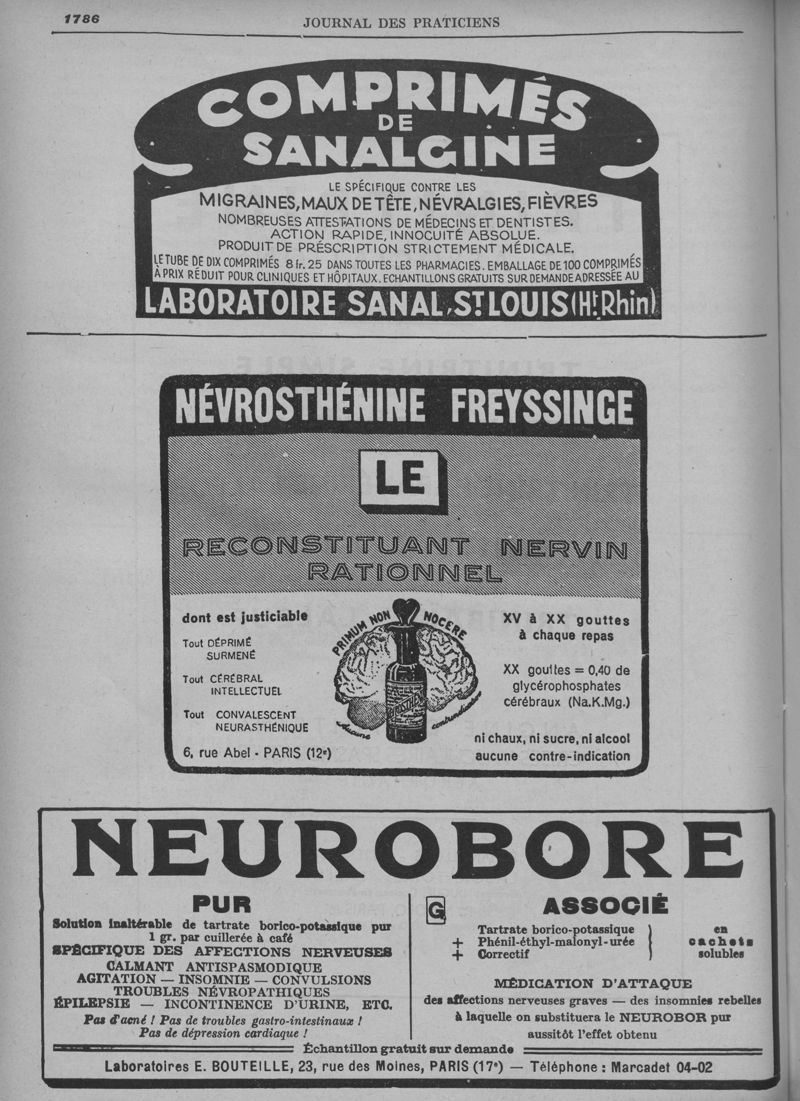 1786
JOURNAL DES PRATICIENS
COMPRIMÉS
DE
SANALGINE
LE SPÉCIFIQUE CONTRE LES
MIGRAINES, MAUX DE TÊTE, NÉVRALGIES, FIÈVRES
NOMBREUSES ATTESTATIONS DE MÉDECINS ET DENTISTES.
ACTION RAPIDE, INNOCUITÉ ABSOLUE.
PRODUIT DE PRÉSCRIPTION STRICTEMENT MÉDICALE.
LE TUBE DE DIX COMPRIMÉS 8 fr. 25 DANS TOUTES LES PHARMACIES. EMBALLAGE DE 100 COMPRIMÉS
À PRIX RÉDUIT POUR CLINIQUES ET HÔPITAUX. ECHANTILLONS GRATUITS SUR DEMANDE ADRESSÉE AU
LABORATOIRE SANAL, ST. LOUIS (Ht. Rhin)
NÉVROSTHÉNINE FREYSSINGE
LE
RECONSTITUANT NERVIN
RATIONNEL
dont est justiciable
Tout DÉPRIMÉ
SURMENÉ
Tout CÉRÉBRAL
INTELLECTUEL
Tout CONVALESCENT
NEURASTHÉNIQUE
6, rue Abel - PARIS (12e)
PRIMUM NON NOCERE
Aucune contrindication
XV à XX gouttes
à chaque repas
XX gouttes = 0,40 de
glycérophosphates
cérébraux (Na.K.Mg.)
ni chaux, ni sucre, ni alcool
aucune contre-indication
NEUROBORE
PUR
Solution inaltérable de tartrate borico-potassique pur
1 gr. par cuillerée à café
SPÉCIFIQUE DES AFFECTIONS NERVEUSES
CALMANT ANTISPASMODIQUE
AGITATION — INSOMNIE — CONVULSIONS
TROUBLES NÉVROPATHIQUES
ÉPILEPSIE — INCONTINENCE D'URINE, ETC.
Pas d'acné ! Pas de troubles gastro-intestinaux !
Pas de dépression cardiaque !
G ASSOCIÉ
Tartrate borico-potassique
+ Phénil-éthyl-malonyl-urée
+ Correctif
en
cachets
solubles
MÉDICATION D'ATTAQUE
des affections nerveuses graves — des insomnies rebelles
à laquelle on substituera le NEUROBOR pur
aussitôt l'effet obtenu
Échantillon gratuit sur demande
Laboratoires E. BOUTEILLE, 23, rue des Moines, PARIS (17e) — Téléphone : Marcadet 04-02